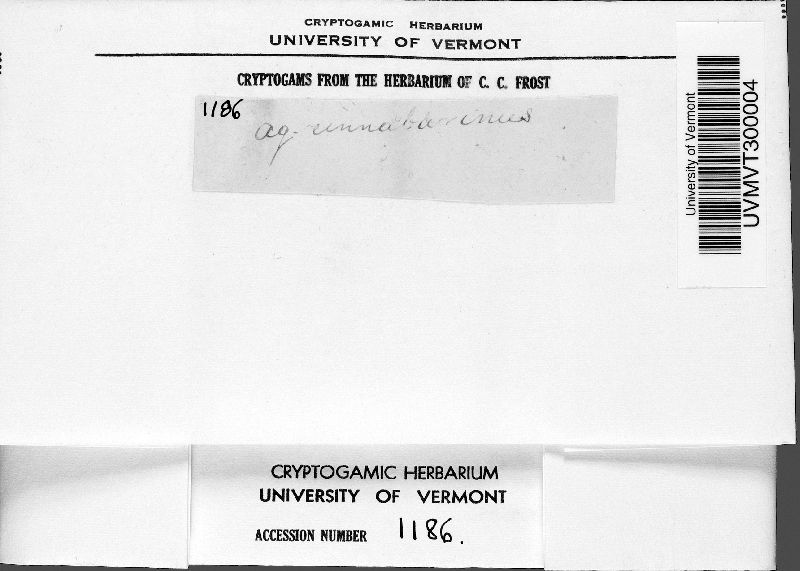 CRYPTOGAMIC HERBARIUM
UNIVERSITY OF VERMONT
CRYPTOGAMS FROM THE HERBARIUM OF C. C. FROST
1186
ag. cinnabarinus
University of Vermont
UVMVT300004
CRYPTOGAMIC HERBARIUM
UNIVERSITY OF VERMONT
ACCESSION NUMBER 1186.